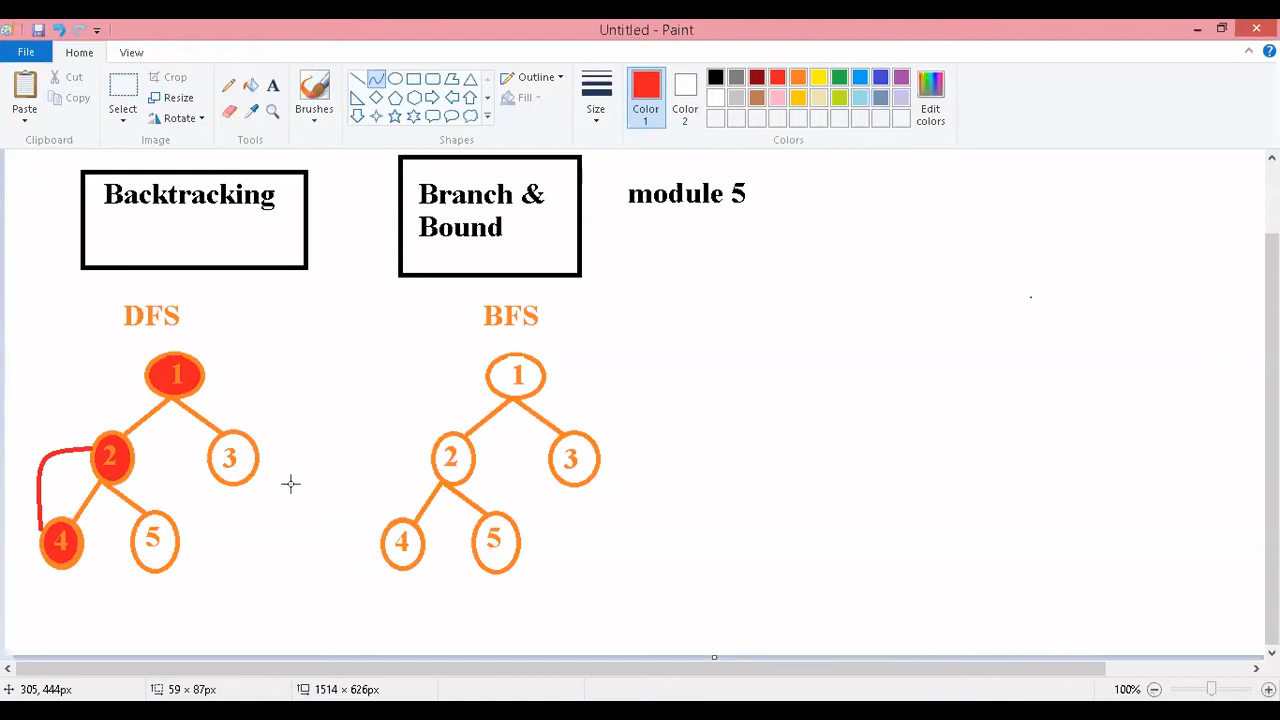 Untitled - Paint
File
Home
View
Paste
Cut
Copy
Clipboard
Select
Crop
Resize
Rotate
Image
A
Tools
Brushes
Outline
Fill
Shapes
Size
Color
1
Color
2
Edit
colors
Colors
Backtracking
Branch &
Bound
module 5
DFS
BFS
1
2
3
4
5
1
2
3
4
5
305, 444px
59 × 87px
1514 × 626px
100%